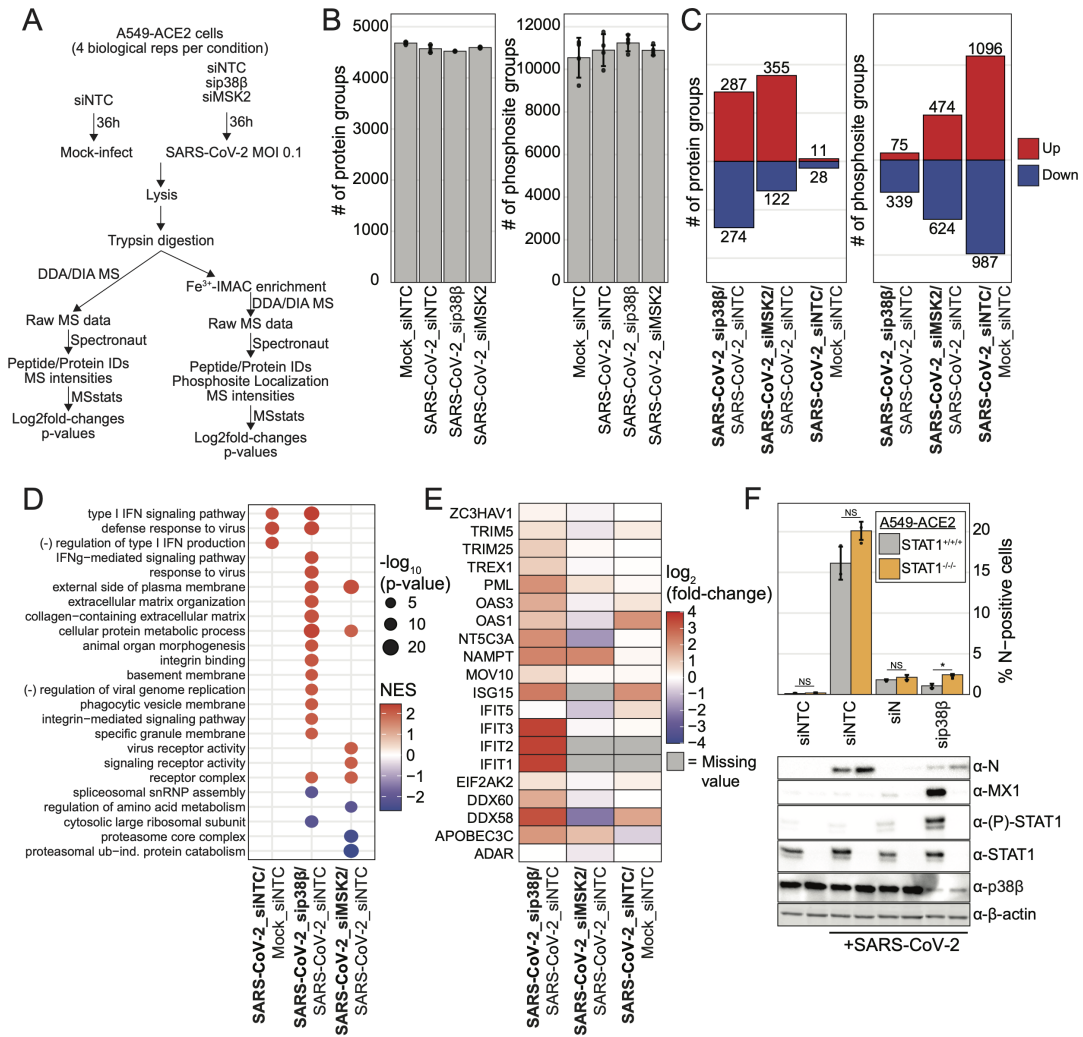 A
A549-ACE2 cells
(4 biological reps per condition)
siNTC
siNTC
sip38β
siMSK2
36h
36h
Mock-infect
SARS-CoV-2 MOI 0.1
Lysis
Trypsin digestion
DDA/DIA MS
Fe3+-IMAC enrichment
DDA/DIA MS
Raw MS data
Raw MS data
Spectronaut
Spectronaut
Peptide/Protein IDs
MS intensities
Peptide/Protein IDs
Phosphosite Localization
MS intensities
MSstats
MSstats
Log2fold-changes
p-values
Log2fold-changes
p-values
B
# of protein groups
5000
4000
3000
2000
1000
0
Mock_siNTC
SARS-CoV-2_siNTC
SARS-CoV-2_sip38β
SARS-CoV-2_siMSK2
# of phosphosite groups
12000
10000
8000
6000
4000
2000
0
Mock_siNTC
SARS-CoV-2_siNTC
SARS-CoV-2_sip38β
SARS-CoV-2_siMSK2
C
# of protein groups
287
355
11
274
122
28
SARS-CoV-2_sip38β/
SARS-CoV-2_siNTC
SARS-CoV-2_siMSK2/
SARS-CoV-2_siNTC
SARS-CoV-2_siNTC/
Mock_siNTC
# of phosphosite groups
75
474
1096
339
624
987
SARS-CoV-2_sip38β/
SARS-CoV-2_siNTC
SARS-CoV-2_siMSK2/
SARS-CoV-2_siNTC
SARS-CoV-2_siNTC/
Mock_siNTC
Up
Down
D
type I IFN signaling pathway
defense response to virus
(-) regulation of type I IFN production
IFNg−mediated signaling pathway
response to virus
external side of plasma membrane
extracellular matrix organization
collagen−containing extracellular matrix
cellular protein metabolic process
animal organ morphogenesis
integrin binding
basement membrane
(-) regulation of viral genome replication
phagocytic vesicle membrane
integrin−mediated signaling pathway
specific granule membrane
virus receptor activity
signaling receptor activity
receptor complex
spliceosomal snRNP assembly
regulation of amino acid metabolism
cytosolic large ribosomal subunit
proteasome core complex
proteasomal ub-ind. protein catabolism
SARS-CoV-2_siNTC/
Mock_siNTC
SARS-CoV-2_sip38β/
SARS-CoV-2_siNTC
SARS-CoV-2_siMSK2/
SARS-CoV-2_siNTC
-log10
(p-value)
5
10
20
NES
2
1
0
−1
−2
E
ZC3HAV1
TRIM5
TRIM25
TREX1
PML
OAS3
OAS1
NT5C3A
NAMPT
MOV10
ISG15
IFIT5
IFIT3
IFIT2
IFIT1
EIF2AK2
DDX60
DDX58
APOBEC3C
ADAR
SARS-CoV-2_sip38β/
SARS-CoV-2_siNTC
SARS-CoV-2_siMSK2/
SARS-CoV-2_siNTC
SARS-CoV-2_siNTC/
Mock_siNTC
log2
(fold-change)
4
3
2
1
0
−1
−2
−3
−4
= Missing
value
F
NS
NS
NS
*
A549-ACE2
STAT1+/+/+
STAT1-/-/-
20
15
10
5
0
% N-positive cells
siNTC
siNTC
siN
sip38β
α-N
α-MX1
α-(P)-STAT1
α-STAT1
α-p38β
α-β-actin
+SARS-CoV-2